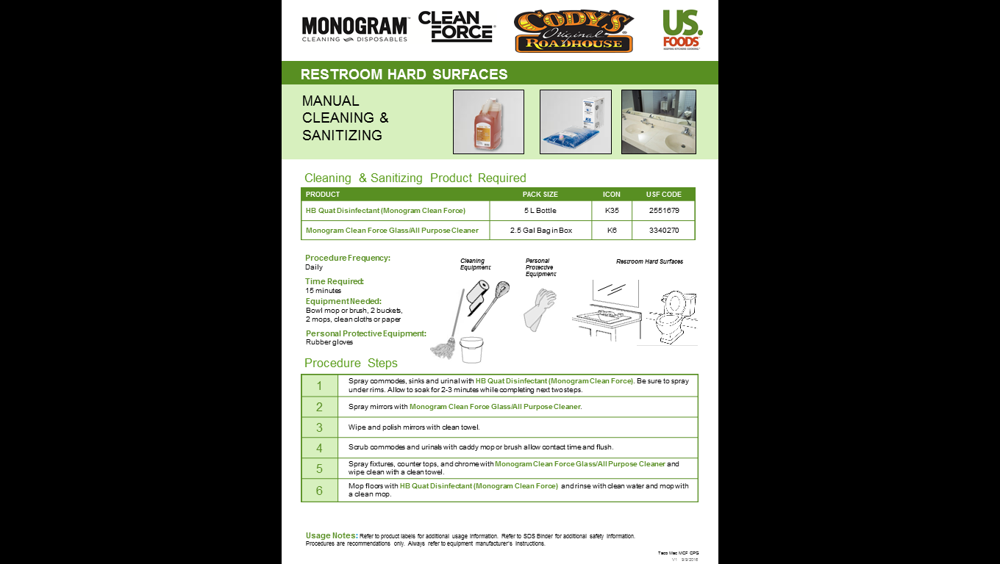 MONOGRAM™
CLEANING DISPOSABLES
CLEAN
FORCE®
CODY'S
Original
ROADHOUSE
US.
FOODS®
KEEPING KITCHENS COOKING™
RESTROOM HARD SURFACES
MANUAL
CLEANING &
SANITIZING
K6
Cleaning & Sanitizing Product Required
PRODUCT PACK SIZE ICON USF CODE
HB Quat Disinfectant (Monogram Clean Force) 5 L Bottle K35 2551679
Monogram Clean Force Glass/All Purpose Cleaner 2.5 Gal Bag in Box K6 3340270
Procedure Frequency:
Daily
Time Required:
15 minutes
Equipment Needed:
Bowl mop or brush, 2 buckets,
2 mops, clean cloths or paper
Personal Protective Equipment:
Rubber gloves
Cleaning
Equipment
Personal
Protective
Equipment
Restroom Hard Surfaces
Procedure Steps
1 Spray commodes, sinks and urinal with HB Quat Disinfectant (Monogram Clean Force). Be sure to spray
under rims. Allow to soak for 2-3 minutes while completing next two steps.
2 Spray mirrors with Monogram Clean Force Glass/All Purpose Cleaner.
3 Wipe and polish mirrors with clean towel.
4 Scrub commodes and urinals with caddy mop or brush allow contact time and flush.
5 Spray fixtures, counter tops, and chrome with Monogram Clean Force Glass/All Purpose Cleaner and
wipe clean with a clean towel.
6 Mop floors with HB Quat Disinfectant (Monogram Clean Force) and rinse with clean water and mop with
a clean mop.
Usage Notes: Refer to product labels for additional usage information. Refer to SDS Binder for additional safety information.
Procedures are recommendations only. Always refer to equipment manufacturer's instructions.
Taco Mac MCF CPG
V1 9/9/2016